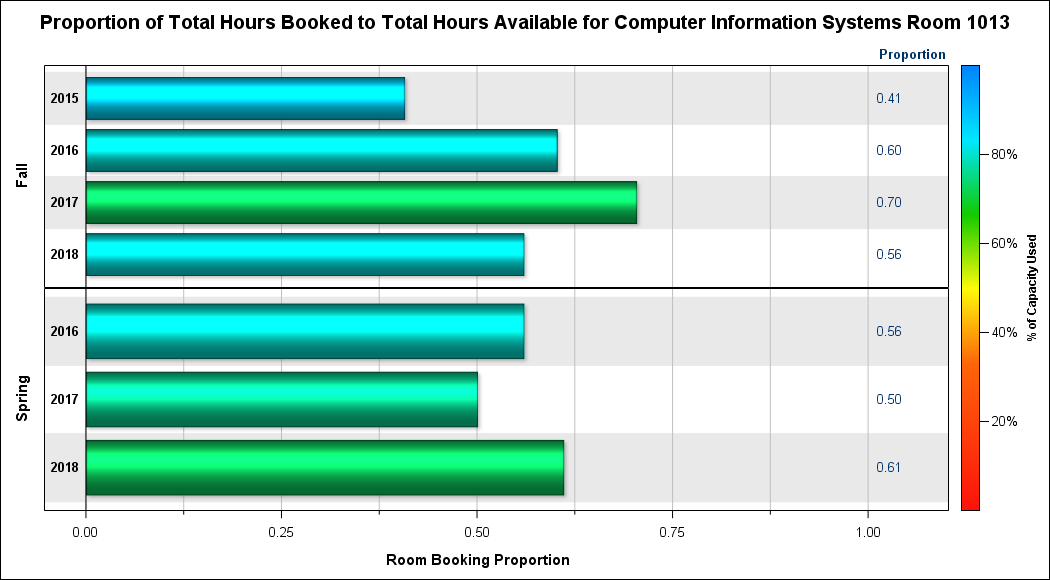 Proportion of Total Hours Booked to Total Hours Available for Computer Information Systems Room 1013
Proportion
Fall
2015 0.41
2016 0.60
2017 0.70
2018 0.56
Spring
2016 0.56
2017 0.50
2018 0.61
0.00 0.25 0.50 0.75 1.00
Room Booking Proportion
80%
60%
40%
20%
% of Capacity Used